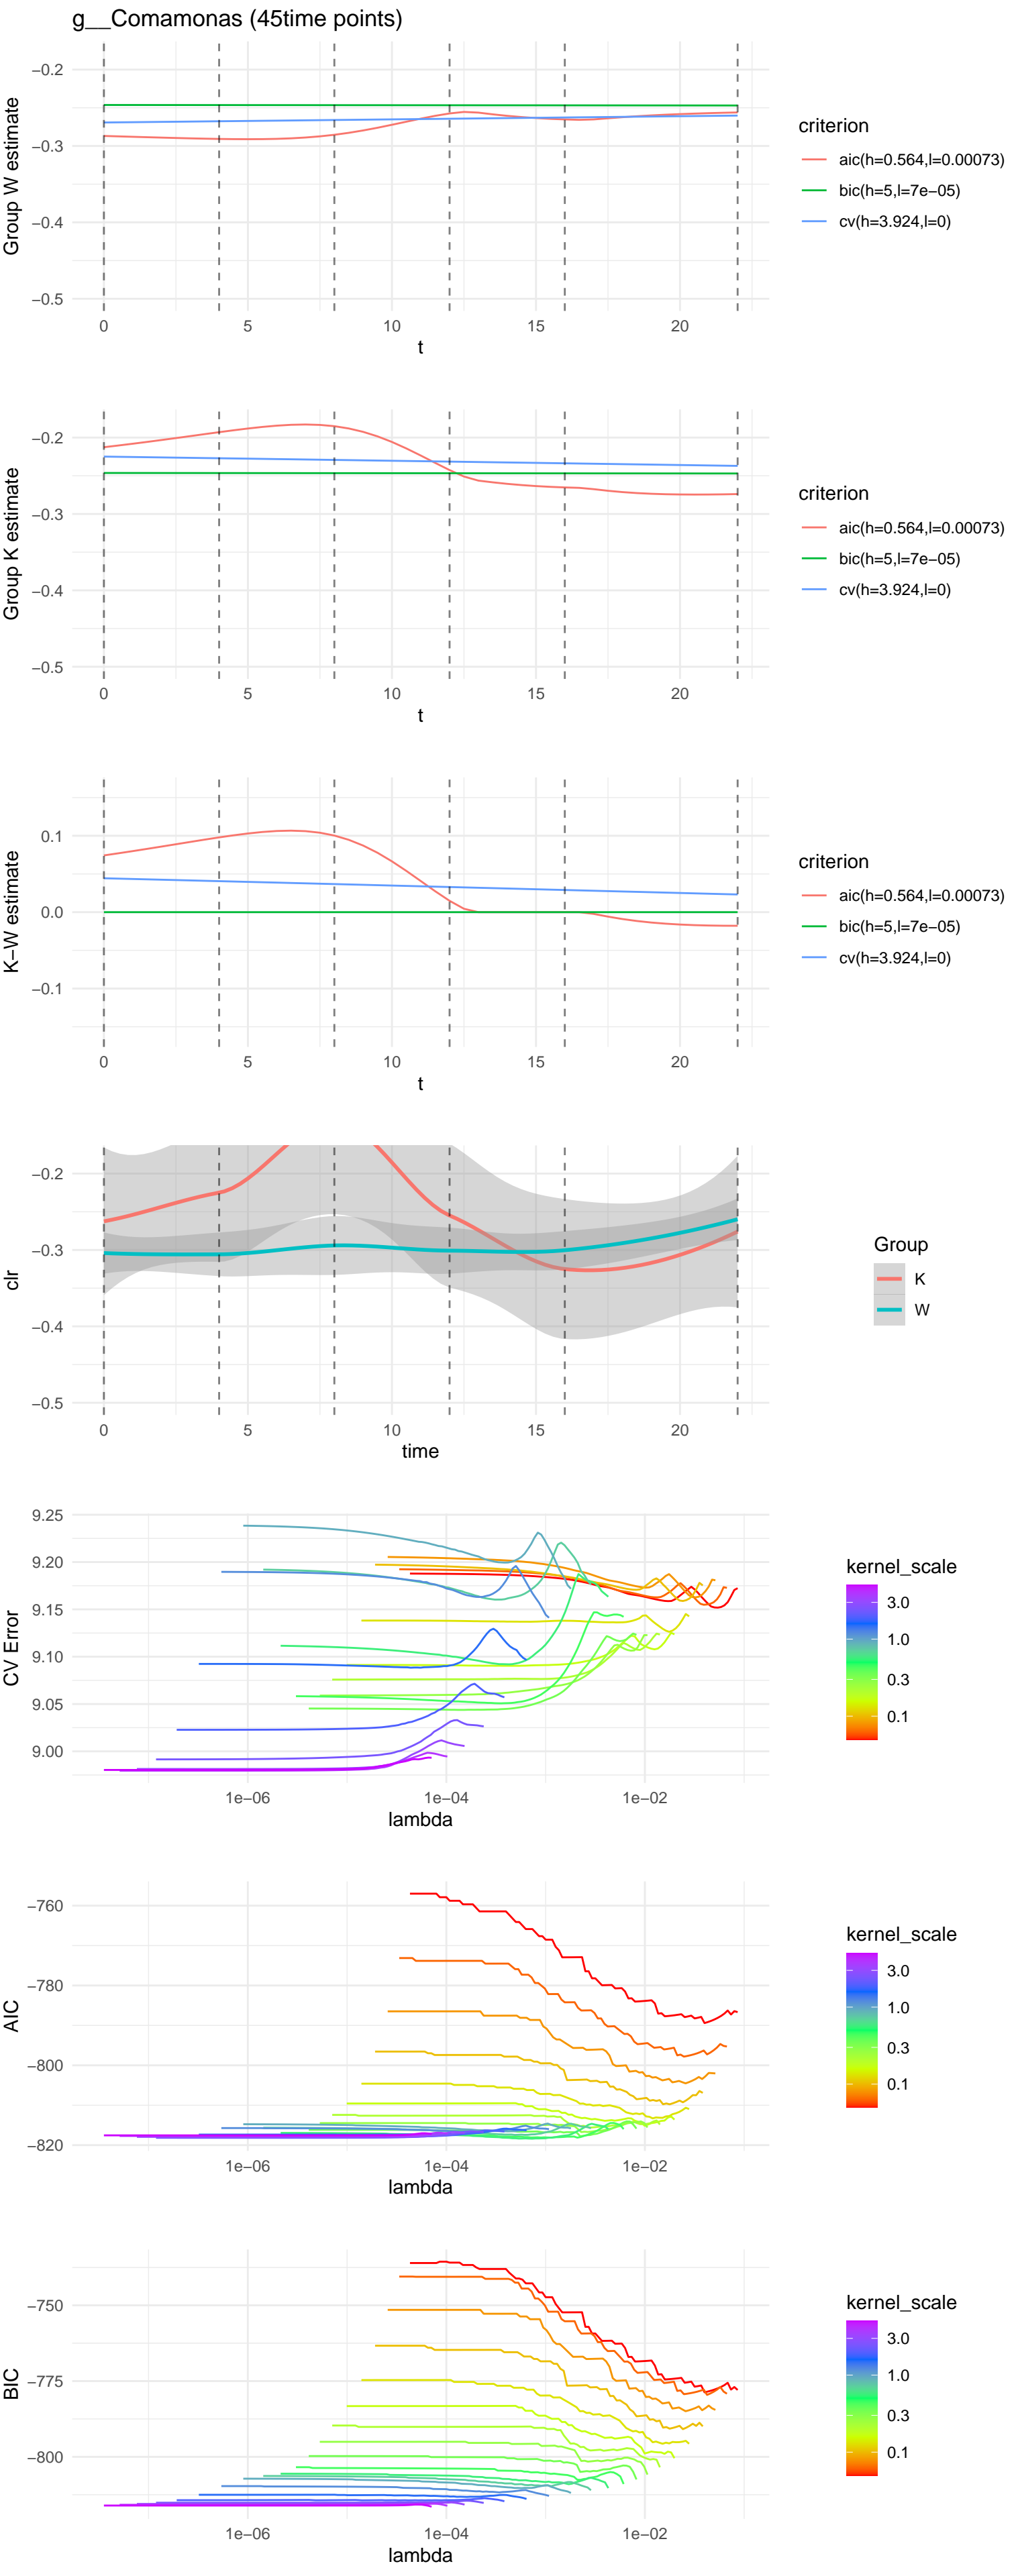 g__Comamonas (45time points)
Group W estimate
−0.2
−0.3
−0.4
−0.5
0 5 10 15 20
t
criterion
aic(h=0.564,l=0.00073)
bic(h=5,l=7e−05)
cv(h=3.924,l=0)
Group K estimate
−0.2
−0.3
−0.4
−0.5
0 5 10 15 20
t
criterion
aic(h=0.564,l=0.00073)
bic(h=5,l=7e−05)
cv(h=3.924,l=0)
K−W estimate
0.1
0.0
−0.1
0 5 10 15 20
t
criterion
aic(h=0.564,l=0.00073)
bic(h=5,l=7e−05)
cv(h=3.924,l=0)
clr
−0.2
−0.3
−0.4
−0.5
0 5 10 15 20
time
Group
K
W
CV Error
9.25
9.20
9.15
9.10
9.05
9.00
1e−06 1e−04 1e−02
lambda
kernel_scale
3.0
1.0
0.3
0.1
AIC
−760
−780
−800
−820
1e−06 1e−04 1e−02
lambda
kernel_scale
3.0
1.0
0.3
0.1
BIC
−750
−775
−800
1e−06 1e−04 1e−02
lambda
kernel_scale
3.0
1.0
0.3
0.1